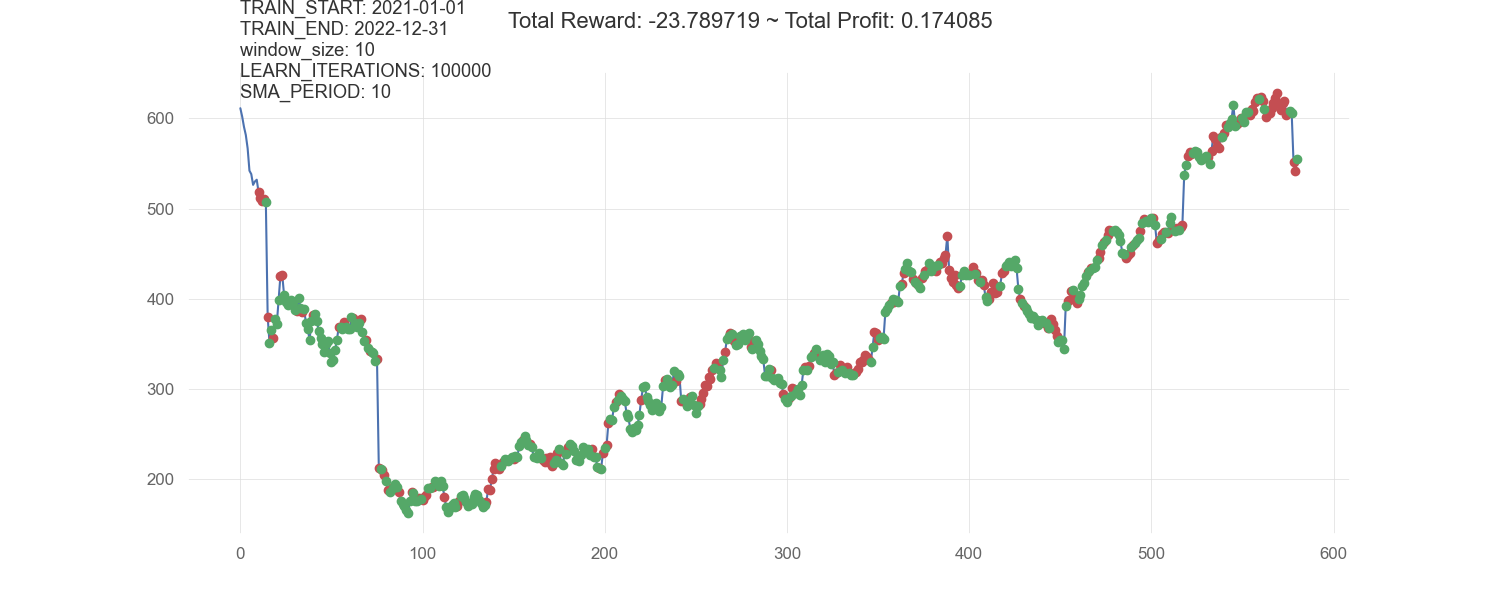 TRAIN_START: 2021-01-01
Total Reward: -23.789719 ~ Total Profit: 0.174085
TRAIN_END: 2022-12-31
window_size: 10
LEARN_ITERATIONS: 100000
SMA_PERIOD: 10
600
500
400
300
200
0 100 200 300 400 500 600